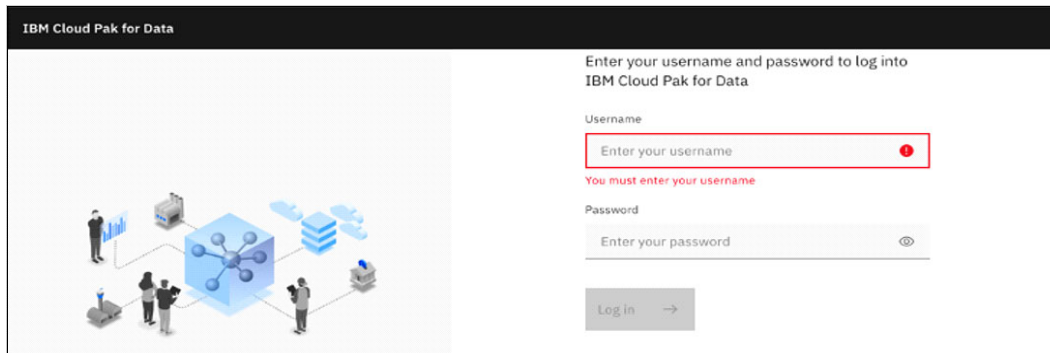 IBM Cloud Pak for Data
Enter your username and password to log into
IBM Cloud Pak for Data
Username
Enter your username
You must enter your username
Password
Enter your password
Log in